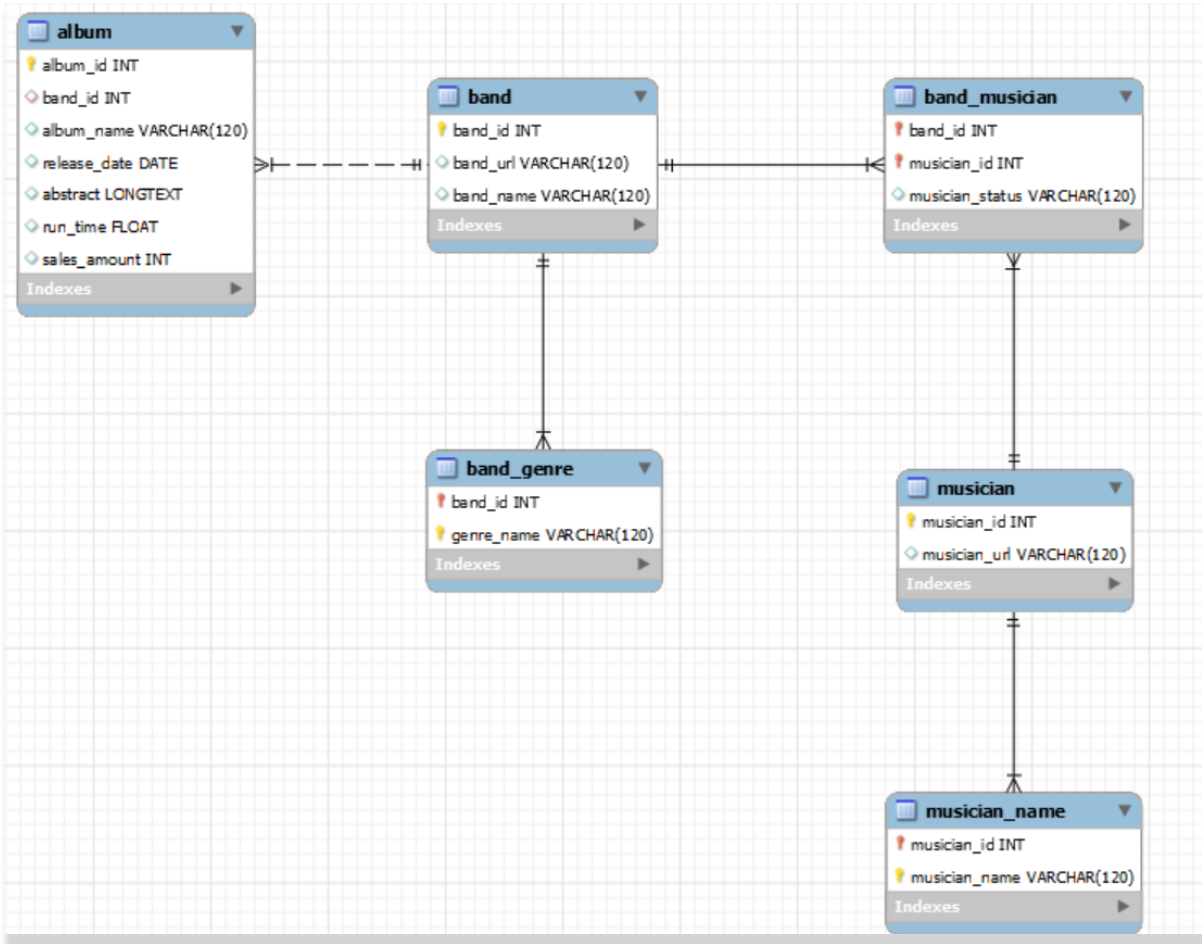 album
album_id INT
band_id INT
album_name VARCHAR(120)
release_date DATE
abstract LONGTEXT
run_time FLOAT
sales_amount INT
Indexes
band
band_id INT
band_url VARCHAR(120)
band_name VARCHAR(120)
Indexes
band_musician
band_id INT
musician_id INT
musician_status VARCHAR(120)
Indexes
band_genre
band_id INT
genre_name VARCHAR(120)
Indexes
musician
musician_id INT
musician_url VARCHAR(120)
Indexes
musician_name
musician_id INT
musician_name VARCHAR(120)
Indexes